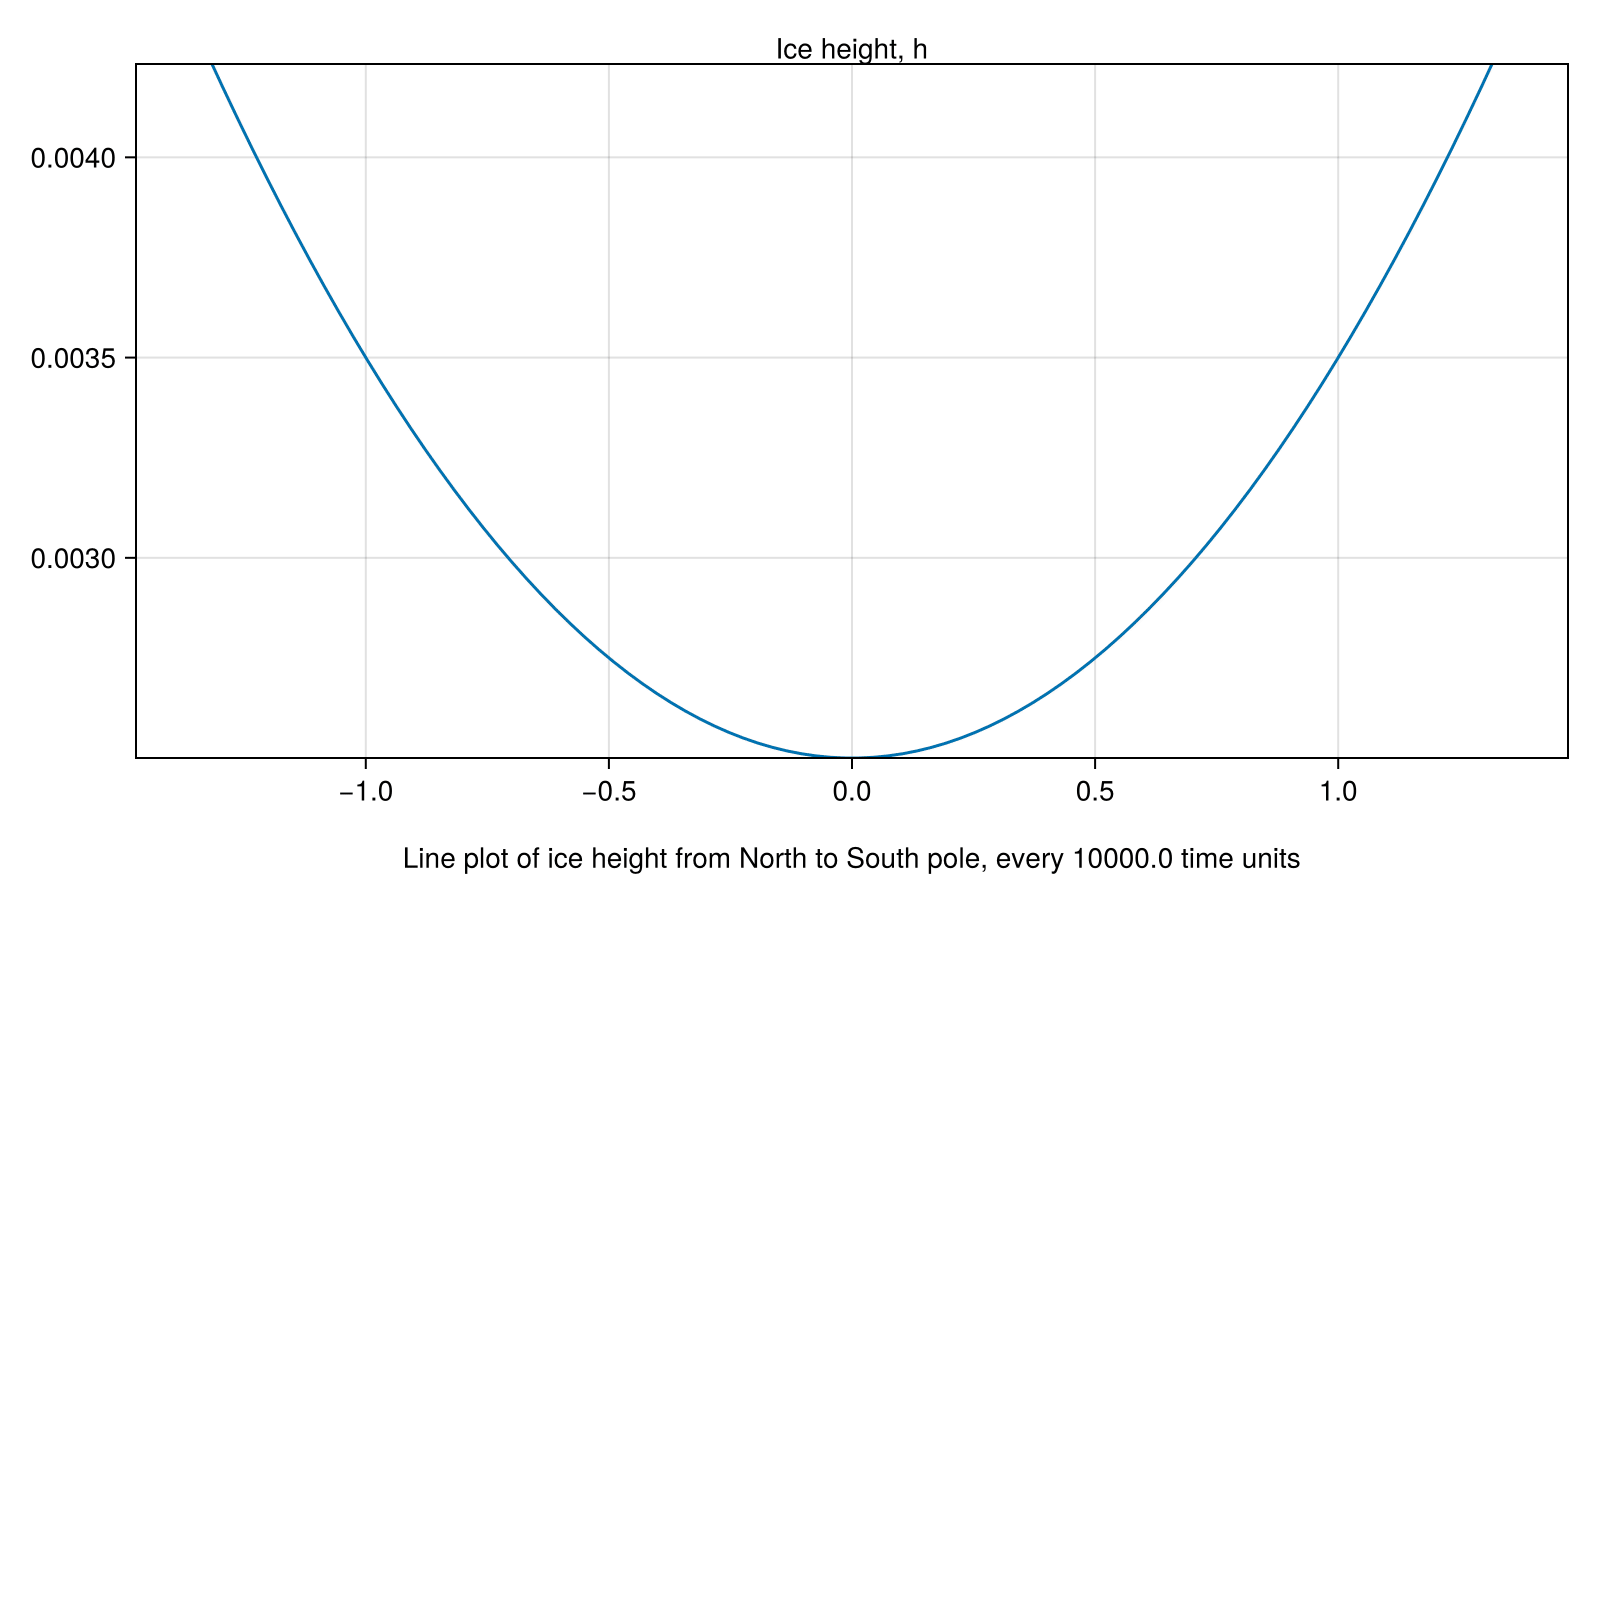 Ice height, h
0.0040
0.0035
0.0030
−1.0 −0.5 0.0 0.5 1.0
Line plot of ice height from North to South pole, every 10000.0 time units